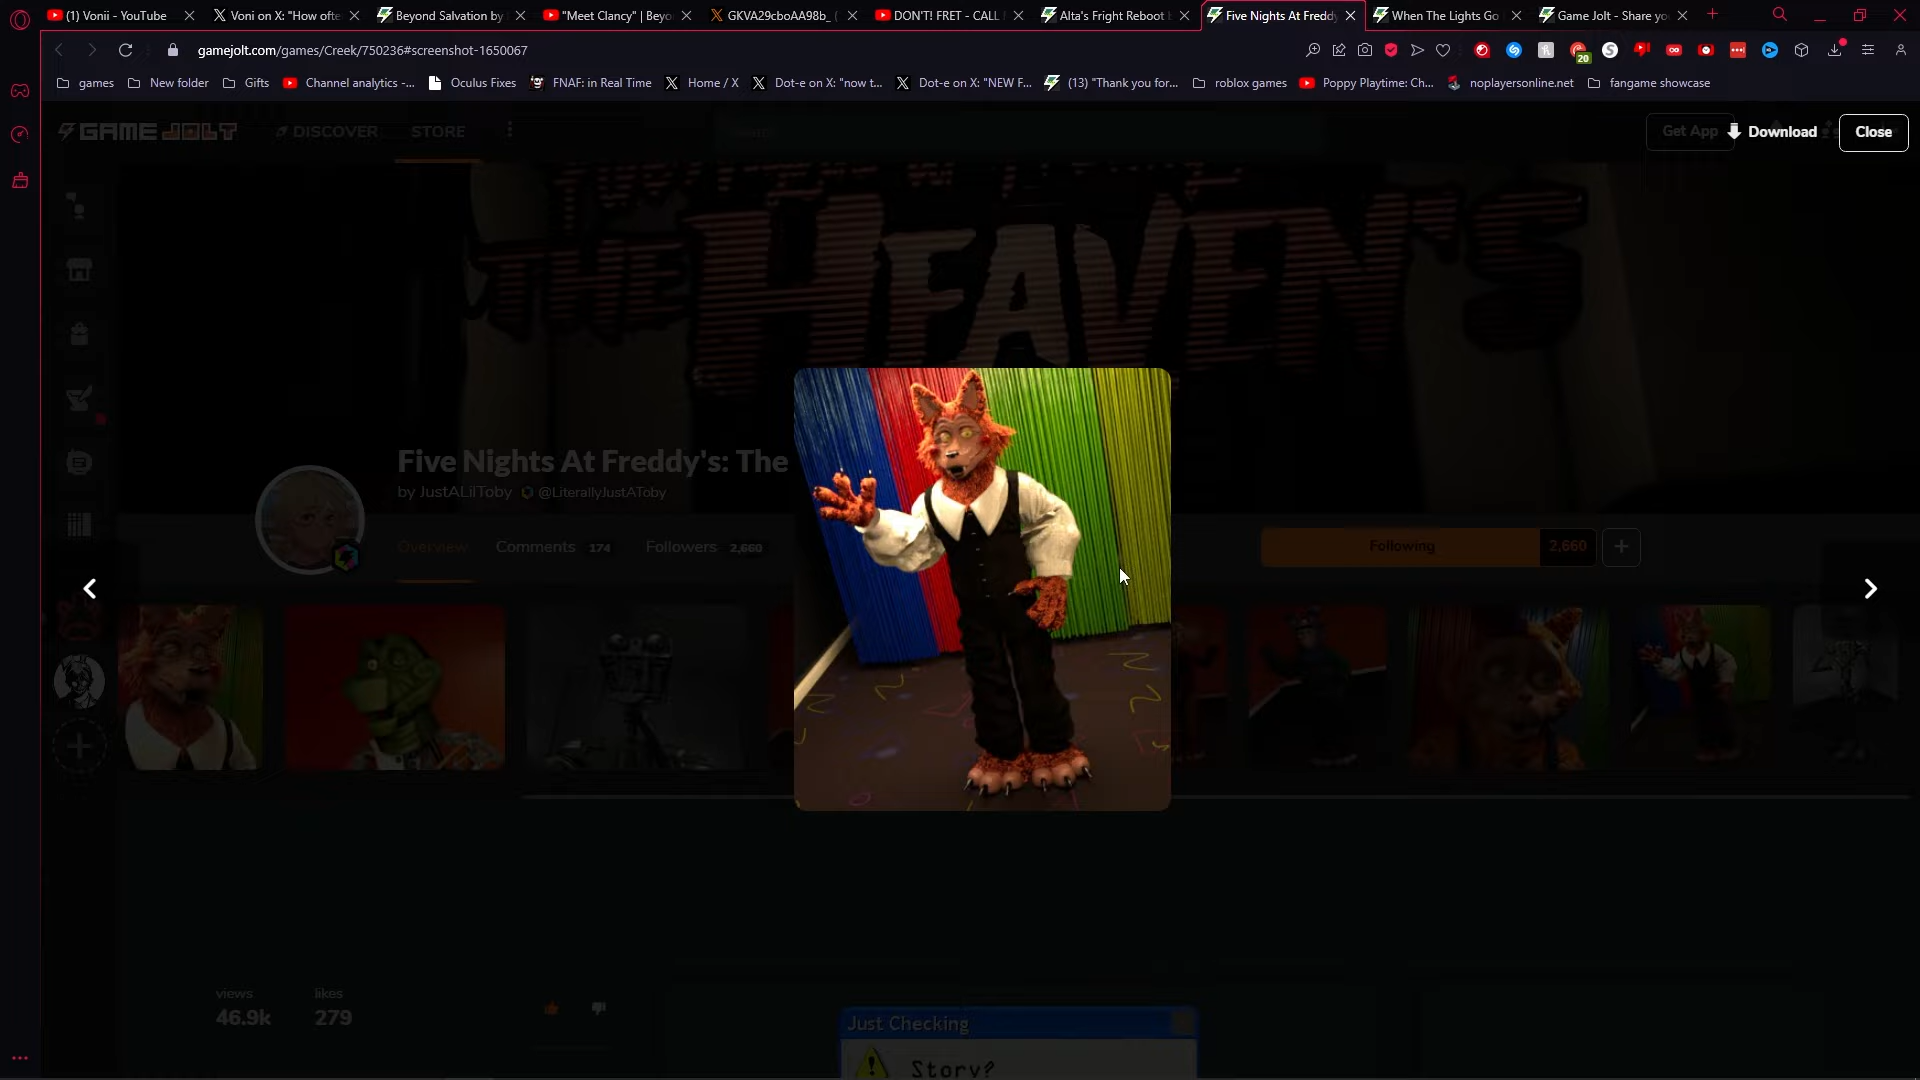 (1) Vonii - YouTube
Voni on X: "How ofte
Beyond Salvation by
"Meet Clancy" | Beyo
GKVA29cboAA98b_ (
DON'T! FRET - CALL
Alta's Fright Reboot
Five Nights At Freddy
When The Lights Go
Game Jolt - Share yo
gamejolt.com/games/Creek/750236#screenshot-1650067
20
games
New folder
Gifts
Channel analytics -...
Oculus Fixes
FNAF: in Real Time
Home / X
Dot-e on X: "now t...
Dot-e on X: "NEW F...
(13) "Thank you for...
roblox games
Poppy Playtime: Ch...
noplayersonline.net
fangame showcase
GAME JOLT
DISCOVER
STORE
Get App
Download
Close
THE HEAVEN'S
Five Nights At Freddy's: The
by JustALilToby @LiterallyJustAToby
Overview
Comments 174
Followers 2,660
Following 2,660
views
46.9k
likes
279
Just Checking
Story?